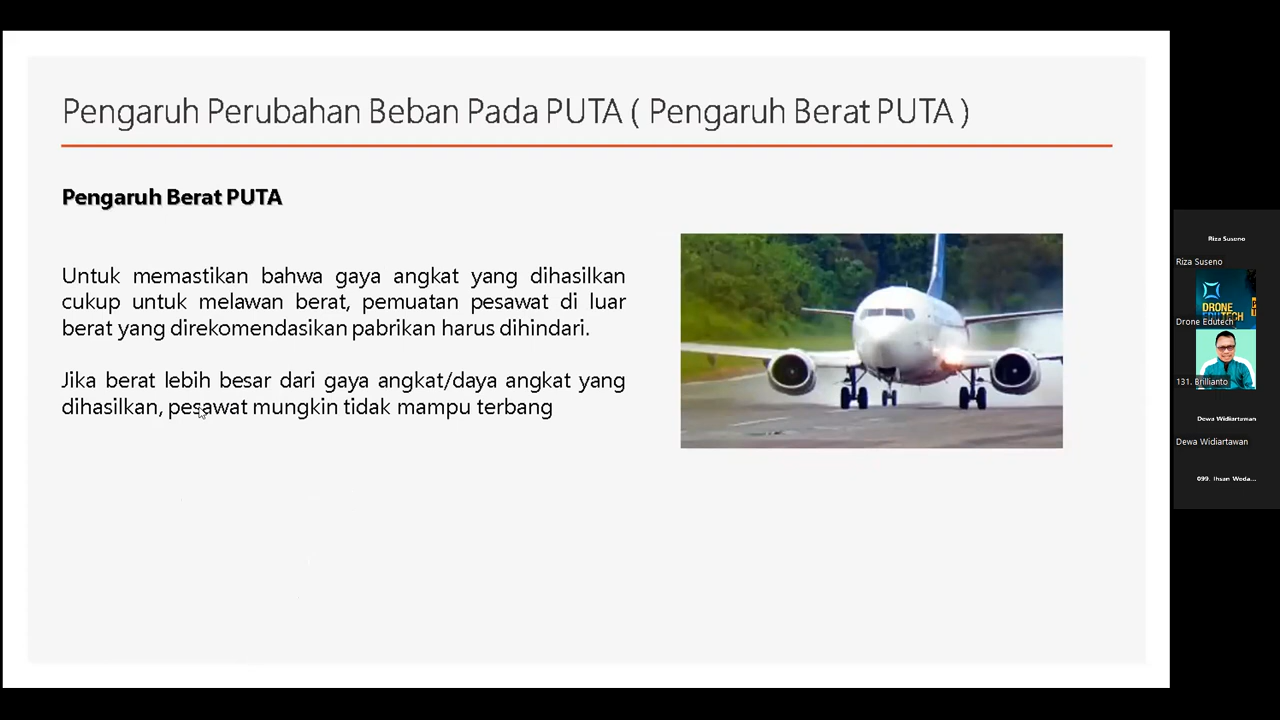 Pengaruh Perubahan Beban Pada PUTA ( Pengaruh Berat PUTA )
Pengaruh Berat PUTA
Untuk memastikan bahwa gaya angkat yang dihasilkan
cukup untuk melawan berat, pemuatan pesawat di luar
berat yang direkomendasikan pabrikan harus dihindari.
Jika berat lebih besar dari gaya angkat/daya angkat yang
dihasilkan, pesawat mungkin tidak mampu terbang
Riza Suseno
Riza Suseno
DRONE
EDUTECH
Drone Edutech
131. Brillianto
Dewa Widiartawan
Dewa Widiartawan
099. Ihsan Weda...